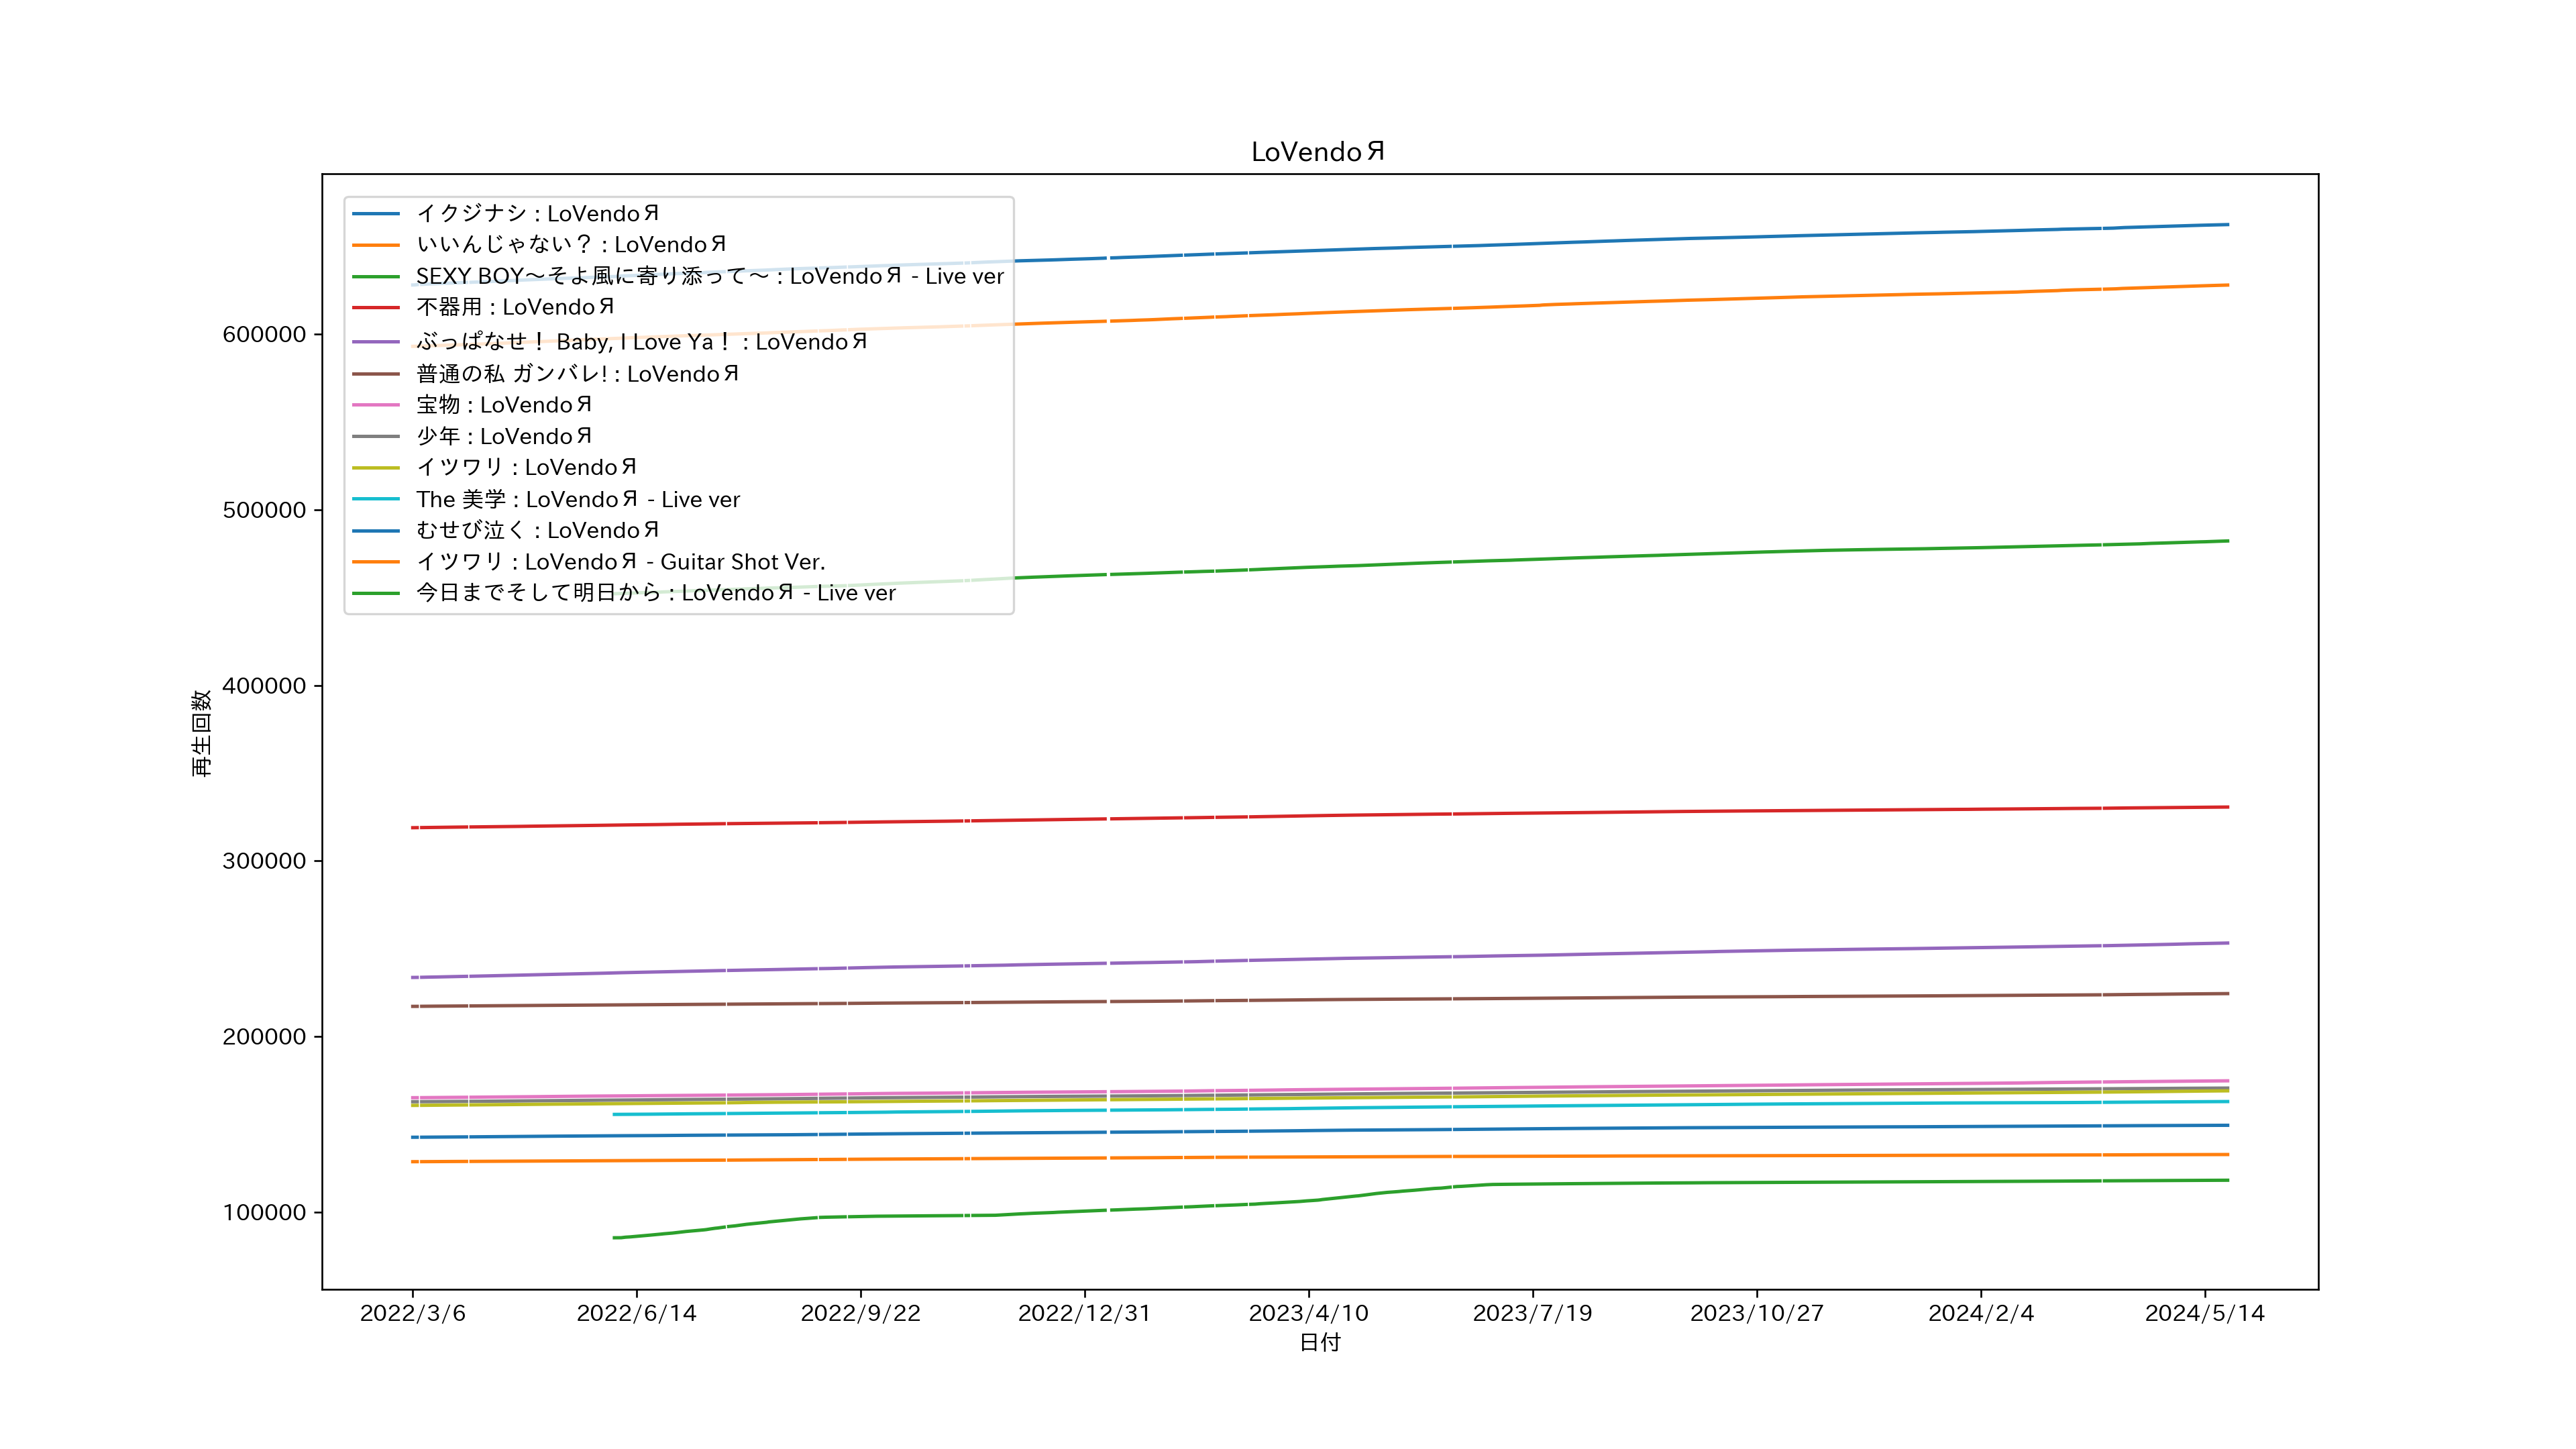 LoVendoЯ
イクジナシ : LoVendoЯ
いいんじゃない？ : LoVendoЯ
SEXY BOY～そよ風に寄り添って～ : LoVendoЯ - Live ver
不器用 : LoVendoЯ
ぶっぱなせ！ Baby, I Love Ya！ : LoVendoЯ
普通の私 ガンバレ! : LoVendoЯ
宝物 : LoVendoЯ
少年 : LoVendoЯ
イツワリ : LoVendoЯ
The 美学 : LoVendoЯ - Live ver
むせび泣く : LoVendoЯ
イツワリ : LoVendoЯ - Guitar Shot Ver.
今日までそして明日から : LoVendoЯ - Live ver
再生回数
600000
500000
400000
300000
200000
100000
2022/3/6
2022/6/14
2022/9/22
2022/12/31
2023/4/10
2023/7/19
2023/10/27
2024/2/4
2024/5/14
日付